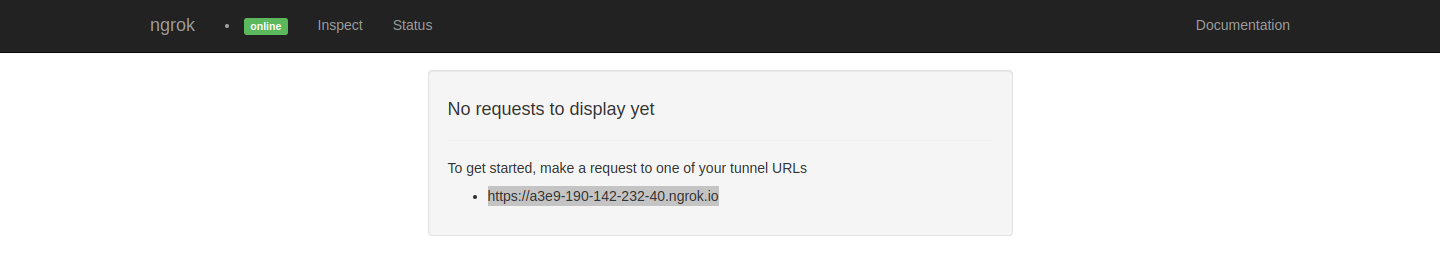 ngrok • online Inspect Status Documentation
No requests to display yet
To get started, make a request to one of your tunnel URLs
• https://a3e9-190-142-232-40.ngrok.io